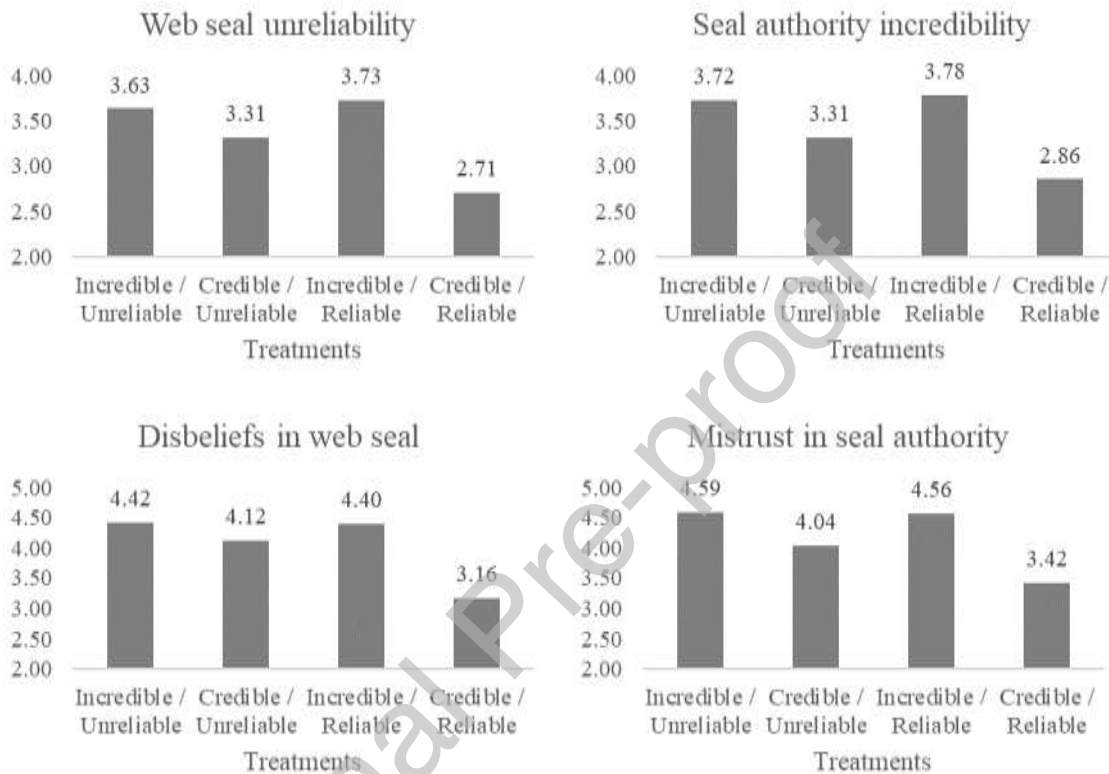 Web seal unreliability
4.00
3.50
3.00
2.50
2.00
3.63
3.31
3.73
2.71
Incredible / Credible / Incredible / Credible /
Unreliable Unreliable Reliable Reliable
Treatments
Seal authority incredibility
4.00
3.50
3.00
2.50
2.00
3.72
3.31
3.78
2.86
Incredible / Credible / Incredible / Credible /
Unreliable Unreliable Reliable Reliable
Treatments
Disbeliefs in web seal
5.00
4.50
4.00
3.50
3.00
2.50
2.00
4.42
4.12
4.40
3.16
Incredible / Credible / Incredible / Credible /
Unreliable Unreliable Reliable Reliable
Treatments
Mistrust in seal authority
5.00
4.50
4.00
3.50
3.00
2.50
2.00
4.59
4.04
4.56
3.42
Incredible / Credible / Incredible / Credible /
Unreliable Unreliable Reliable Reliable
Treatments
nal Pre-proof